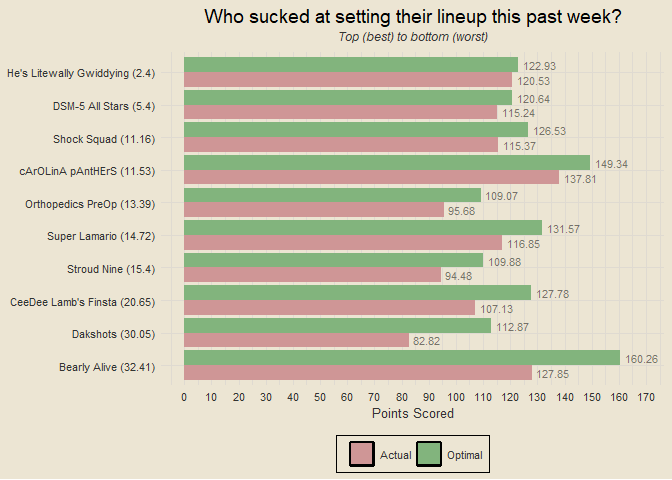 Who sucked at setting their lineup this past week?
Top (best) to bottom (worst)
He's Litewally Gwiddying (2.4)
122.93
120.53
DSM-5 All Stars (5.4)
120.64
115.24
Shock Squad (11.16)
126.53
115.37
cArOLinA pAntHErS (11.53)
149.34
137.81
Orthopedics PreOp (13.39)
109.07
95.68
Super Lamario (14.72)
131.57
116.85
Stroud Nine (15.4)
109.88
94.48
CeeDee Lamb's Finsta (20.65)
127.78
107.13
Dakshots (30.05)
112.87
82.82
Bearly Alive (32.41)
160.26
127.85
0 10 20 30 40 50 60 70 80 90 100 110 120 130 140 150 160 170
Points Scored
Actual Optimal